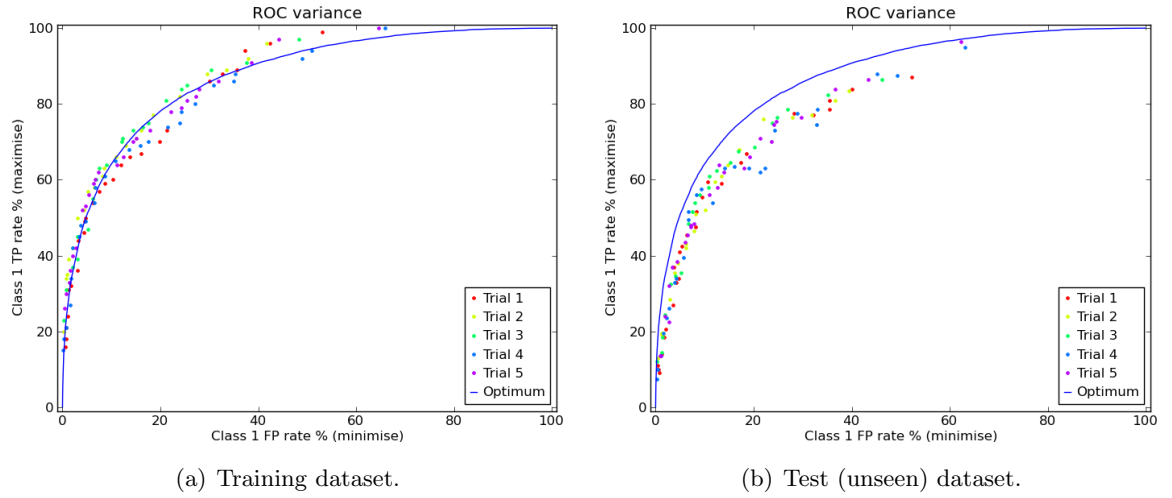 ROC variance
100
80
60
40
20
0
Class 1 TP rate % (maximise)
Trial 1
Trial 2
Trial 3
Trial 4
Trial 5
Optimum
0 20 40 60 80 100
Class 1 FP rate % (minimise)
(a) Training dataset.
ROC variance
100
80
60
40
20
0
Class 1 TP rate % (maximise)
Trial 1
Trial 2
Trial 3
Trial 4
Trial 5
Optimum
0 20 40 60 80 100
Class 1 FP rate % (minimise)
(b) Test (unseen) dataset.